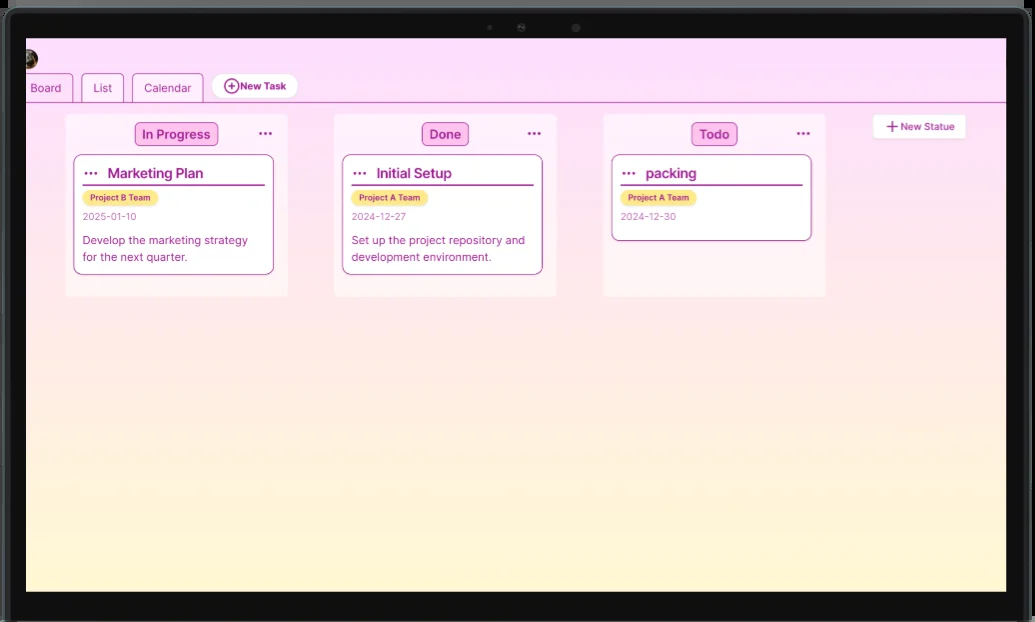 Board
List
Calendar
New Task
In Progress
Done
Todo
New Statue
Marketing Plan
Project B Team
2025-01-10
Develop the marketing strategy
for the next quarter.
Initial Setup
Project A Team
2024-12-27
Set up the project repository and
development environment.
packing
Project A Team
2024-12-30